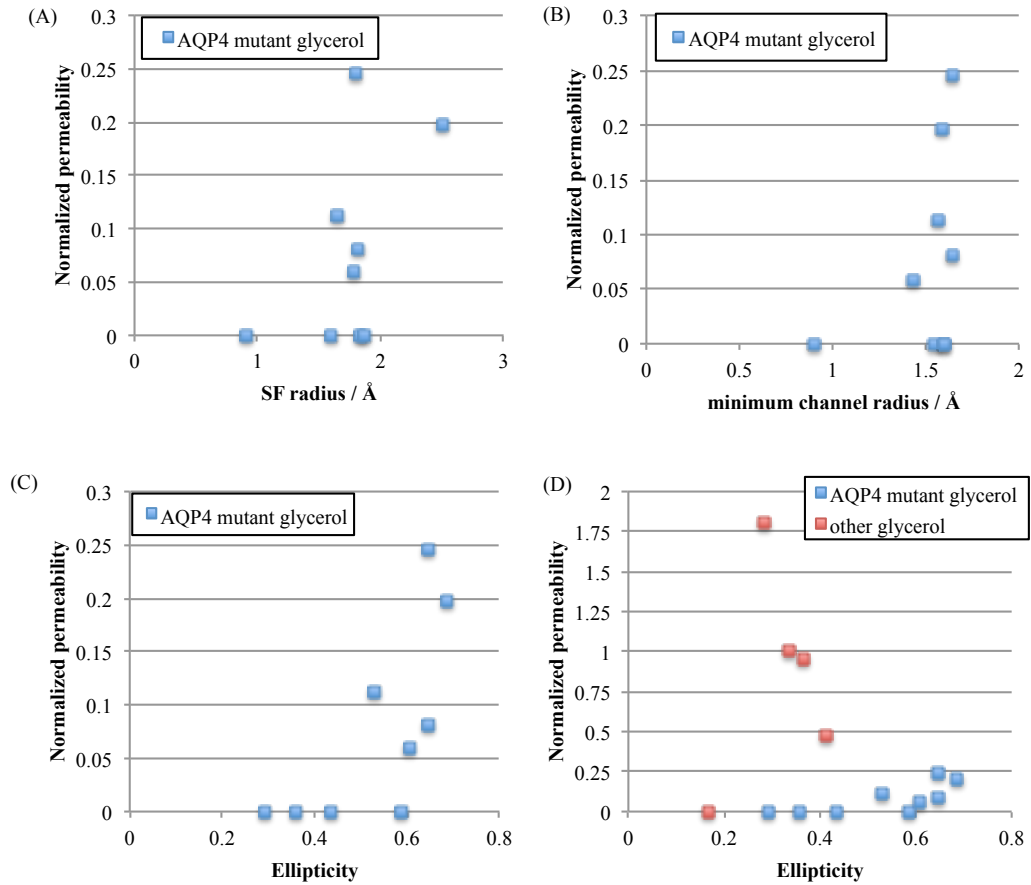 (A)
AQP4 mutant glycerol
Normalized permeability
0.3
0.25
0.2
0.15
0.1
0.05
0
0 1 2 3
SF radius / Å
(B)
AQP4 mutant glycerol
Normalized permeability
0.3
0.25
0.2
0.15
0.1
0.05
0
0 0.5 1 1.5 2
minimum channel radius / Å
(C)
AQP4 mutant glycerol
Normalized permeability
0.3
0.25
0.2
0.15
0.1
0.05
0
0 0.2 0.4 0.6 0.8
Ellipticity
(D)
AQP4 mutant glycerol
other glycerol
Normalized permeability
2
1.75
1.5
1.25
1
0.75
0.5
0.25
0
0 0.2 0.4 0.6 0.8
Ellipticity